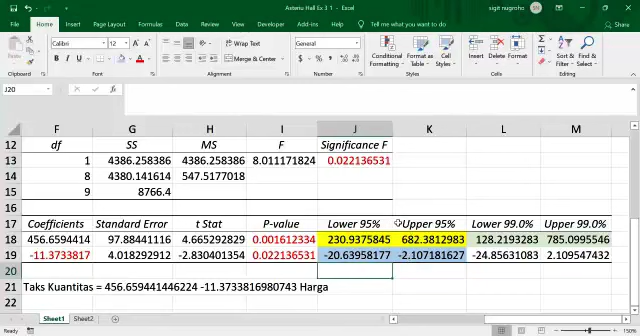 Asteriu Hall Ex 3 1 - Excel
sigit nugroho SN
File Home Insert Draw Page Layout Formulas Data Review View Help Tell me what you want to do Share
Calibri 12 Wrap Text General
Merge & Center Conditional Formatting Format as Table Cell Styles Insert Delete Format Sort & Filter Find & Select
Clipboard Font Alignment Number Styles Cells Editing
J20
F G H I J K L M
12 df SS MS F Significance F
13 1 4386.258386 4386.258386 8.011171824 0.022136531
14 8 4380.141614 547.5177018
15 9 8766.4
16
17 Coefficients Standard Error t Stat P-value Lower 95% Upper 95% Lower 99.0% Upper 99.0%
18 456.6594414 97.88441116 4.665292829 0.001612334 230.9375845 682.3812983 128.2193283 785.0995546
19 -11.3733817 4.018292912 -2.830401354 0.022136531 -20.63958177 -2.107181627 -24.85631083 2.109547432
20
21 Taks Kuantitas = 456.659441446224 -11.3733816980743 Harga
22
Sheet1 Sheet2
Ready 150%